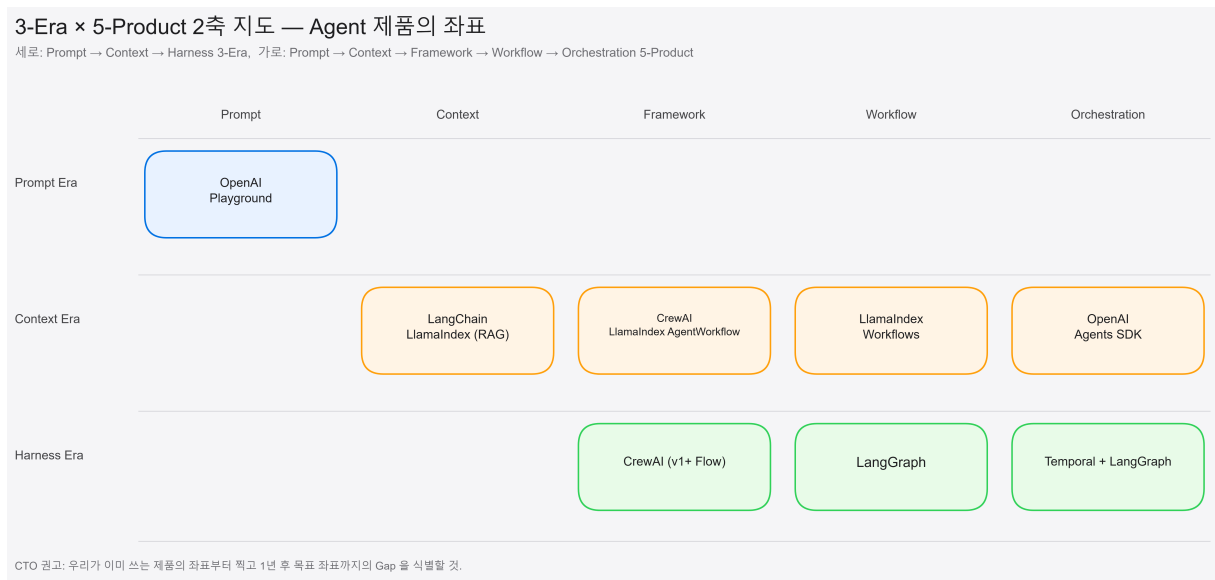 3-Era × 5-Product 2축 지도 — Agent 제품의 좌표
세로: Prompt → Context → Harness 3-Era, 가로: Prompt → Context → Framework → Workflow → Orchestration 5-Product
Prompt Context Framework Workflow Orchestration
Prompt Era
OpenAI
Playground
Context Era
LangChain
LlamaIndex (RAG)
CrewAI
LlamaIndex AgentWorkflow
LlamaIndex
Workflows
OpenAI
Agents SDK
Harness Era
CrewAI (v1+ Flow)
LangGraph
Temporal + LangGraph
CTO 권고: 우리가 이미 쓰는 제품의 좌표부터 찍고 1년 후 목표 좌표까지의 Gap 을 식별할 것.